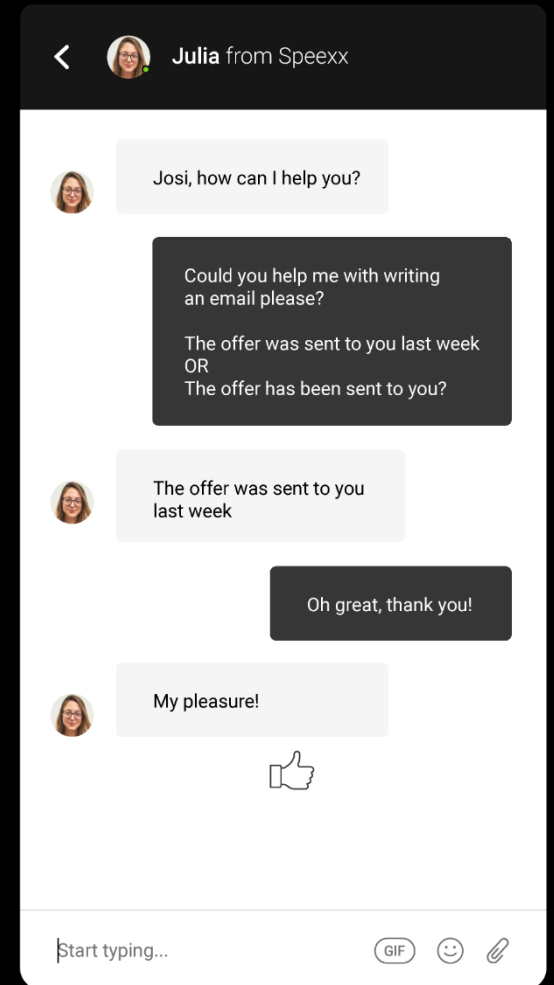 Julia from Speexx
Josi, how can I help you?
Could you help me with writing
an email please?
The offer was sent to you last week
OR
The offer has been sent to you?
The offer was sent to you
last week
Oh great, thank you!
My pleasure!
Start typing...
GIF